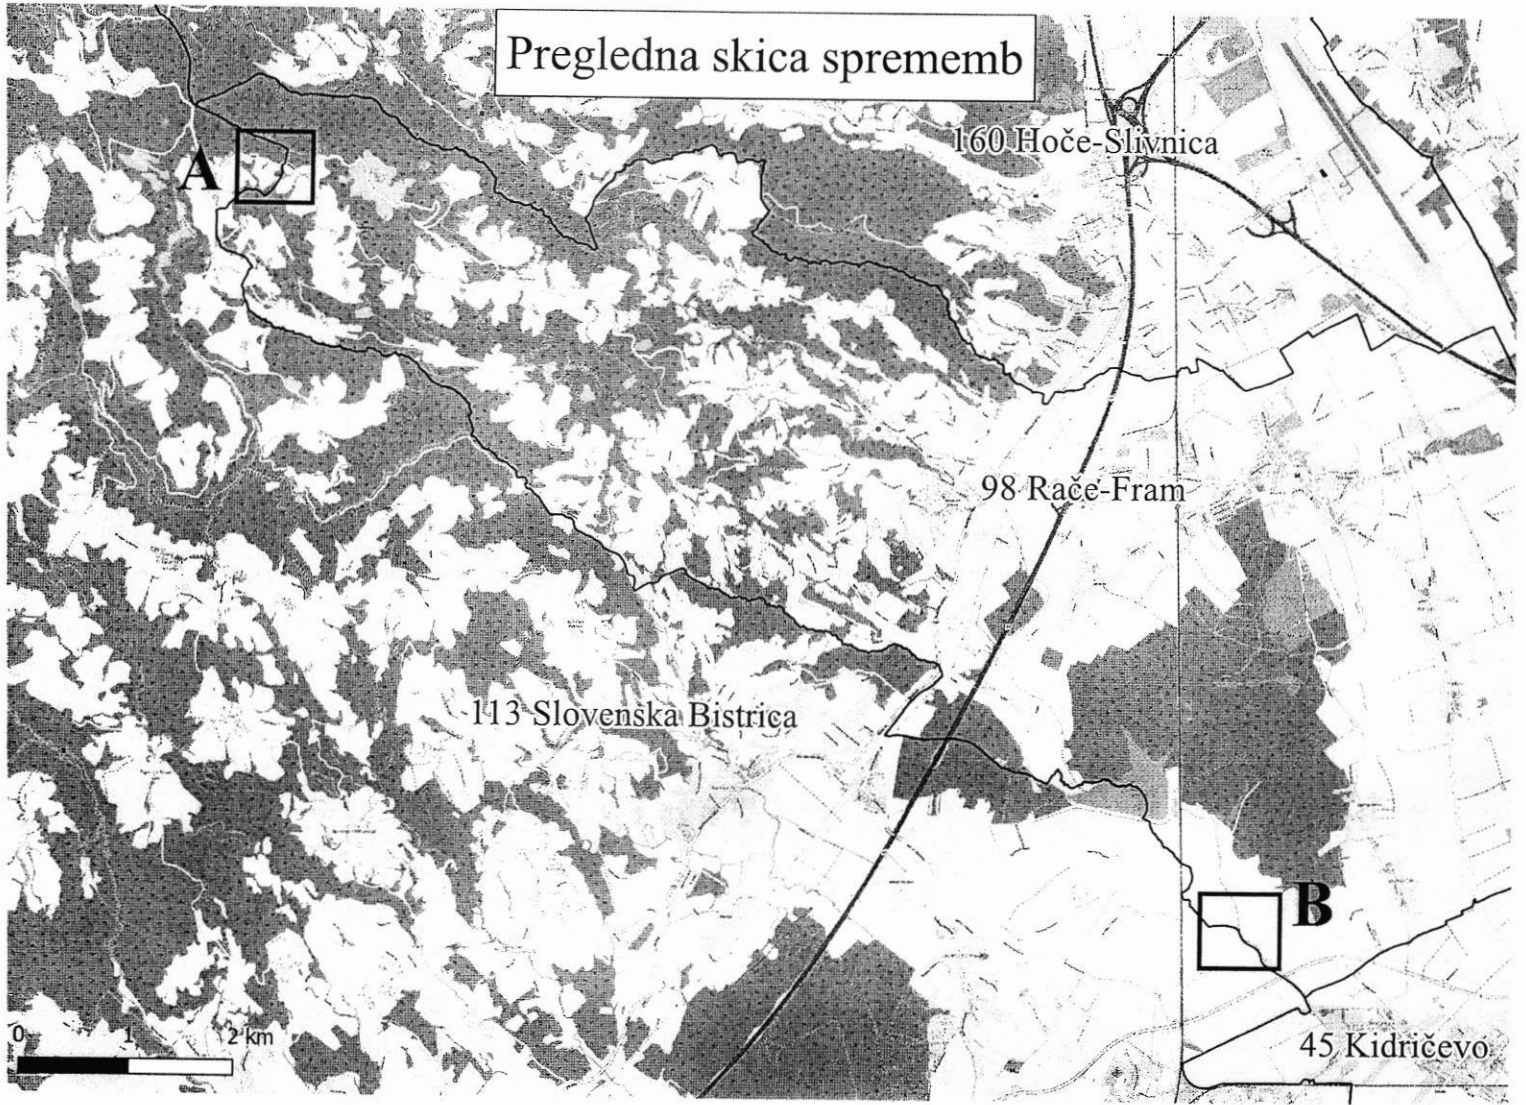 Pregledna skica sprememb
160 Hoče-Slivnica
A
98 Rače-Fram
113 Slovenska Bistrica
B
0 1 2 km
45 Kidričevo